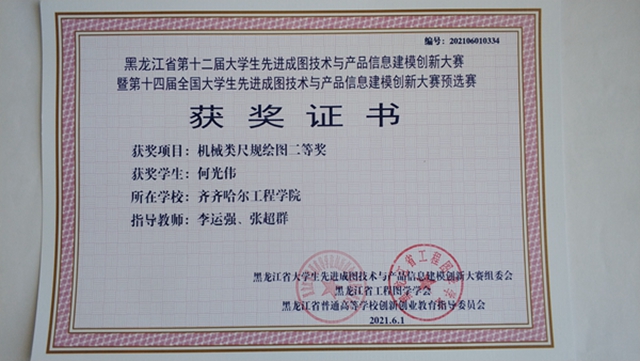 编号：202106010334
黑龙江省第十二届大学生先进成图技术与产品信息建模创新大赛
暨第十四届全国大学生先进成图技术与产品信息建模创新大赛预选赛
获奖证书
获奖项目：机械类尺规绘图二等奖
获奖学生：何光伟
所在学校：齐齐哈尔工程学院
指导教师：李运强、张超群
黑龙江省大学生先进成图技术与产品信息建模创新大赛组委会
黑龙江省工程图学学会
黑龙江省普通高等学校创新创业教育指导委员会
2021.6.1